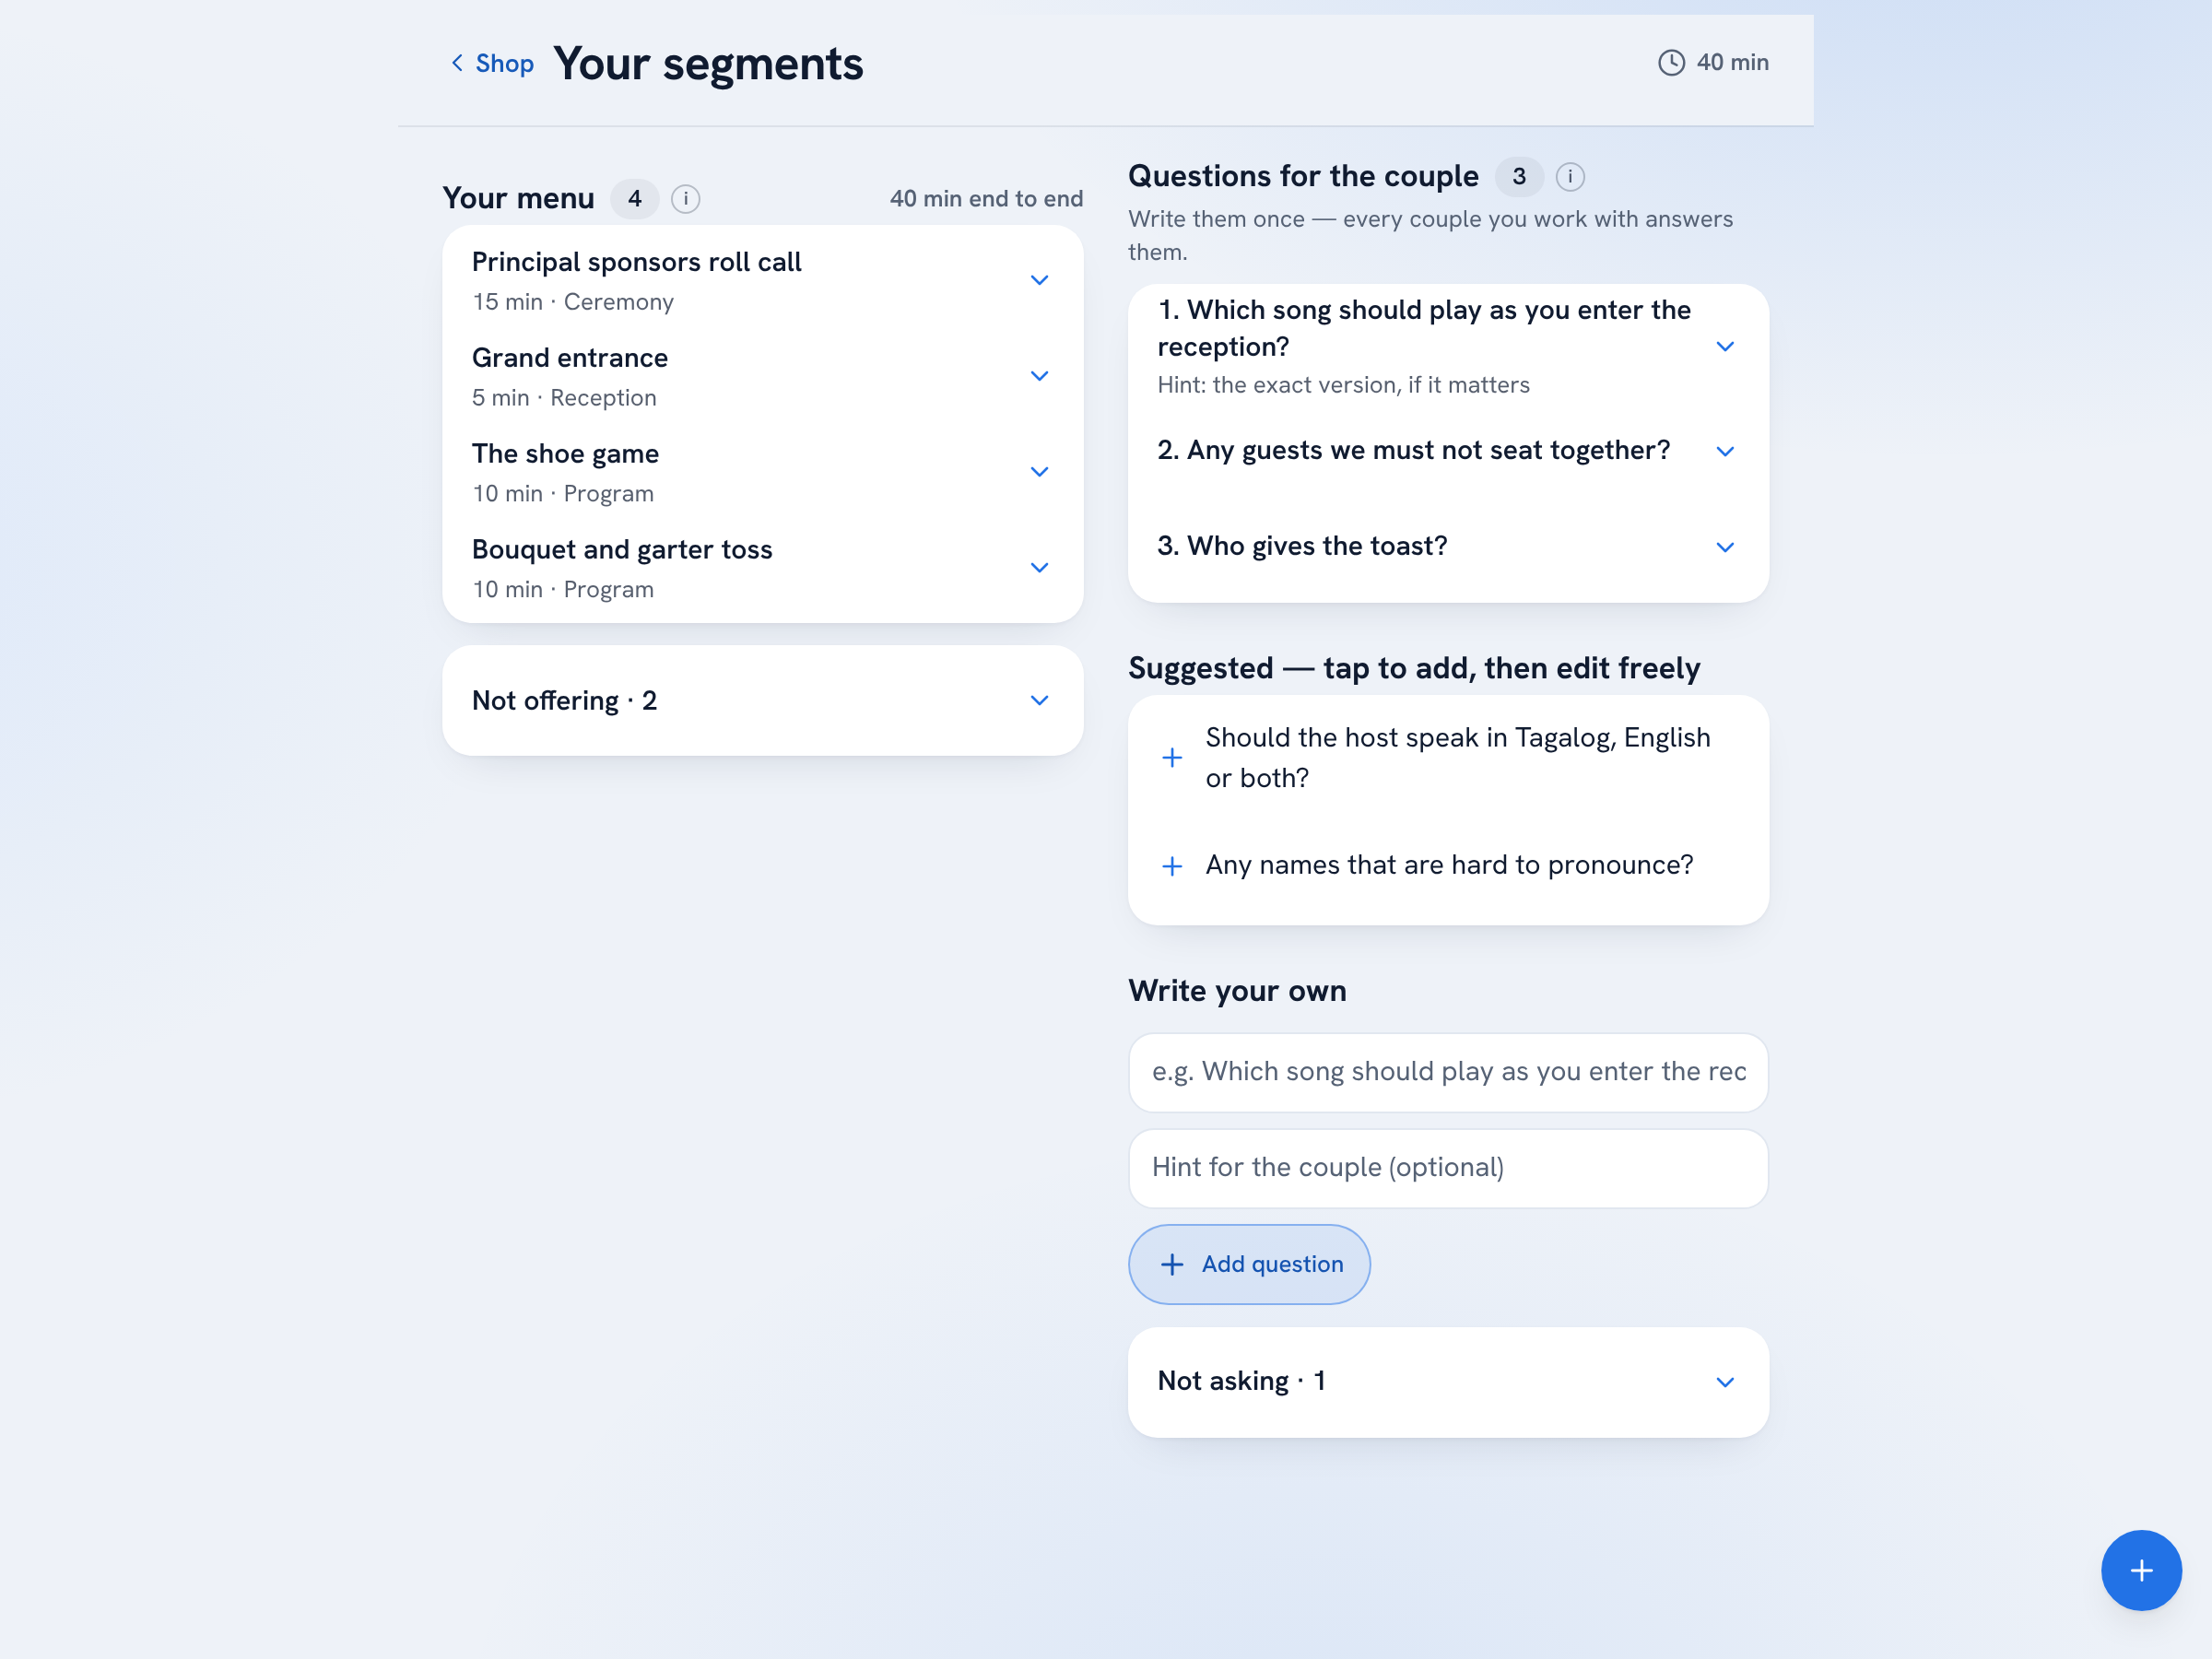 Shop
Your segments
40 min
Your menu 4 i
40 min end to end
Principal sponsors roll call
15 min · Ceremony
Grand entrance
5 min · Reception
The shoe game
10 min · Program
Bouquet and garter toss
10 min · Program
Not offering · 2
Questions for the couple 3 i
Write them once — every couple you work with answers
them.
1. Which song should play as you enter the
reception?
Hint: the exact version, if it matters
2. Any guests we must not seat together?
3. Who gives the toast?
Suggested — tap to add, then edit freely
Should the host speak in Tagalog, English
or both?
Any names that are hard to pronounce?
Write your own
e.g. Which song should play as you enter the rec
Hint for the couple (optional)
Add question
Not asking · 1